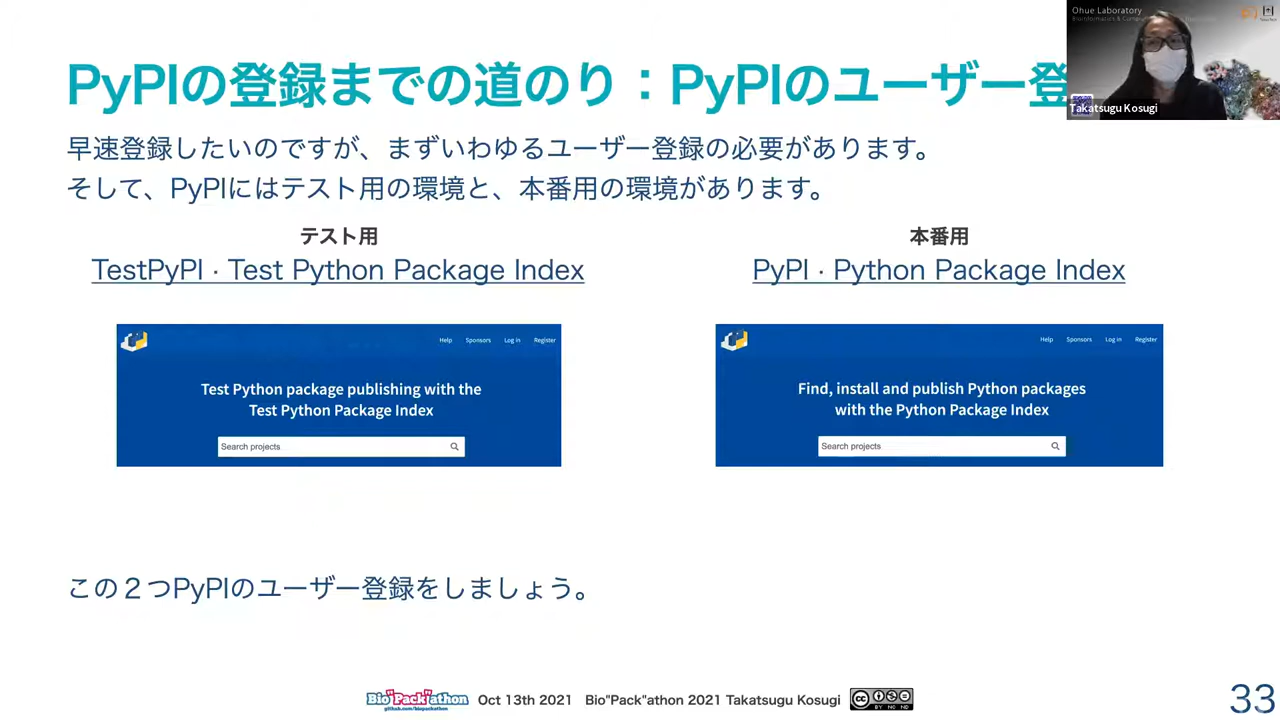 Ohue Laboratory
Takatsugu Kosugi
PyPIの登録までの道のり：PyPIのユーザー登
早速登録したいのですが、まずいわゆるユーザー登録の必要があります。
そして、PyPIにはテスト用の環境と、本番用の環境があります。
テスト用
TestPyPI · Test Python Package Index
本番用
PyPI · Python Package Index
Help Sponsors Log in Register
Test Python package publishing with the
Test Python Package Index
Search projects
Help Sponsors Log in Register
Find, install and publish Python packages
with the Python Package Index
Search projects
この２つPyPIのユーザー登録をしましょう。
Bio"Pack"athon
github.com/biopackathon
Oct 13th 2021 Bio"Pack"athon 2021 Takatsugu Kosugi
CC BY NC ND
33